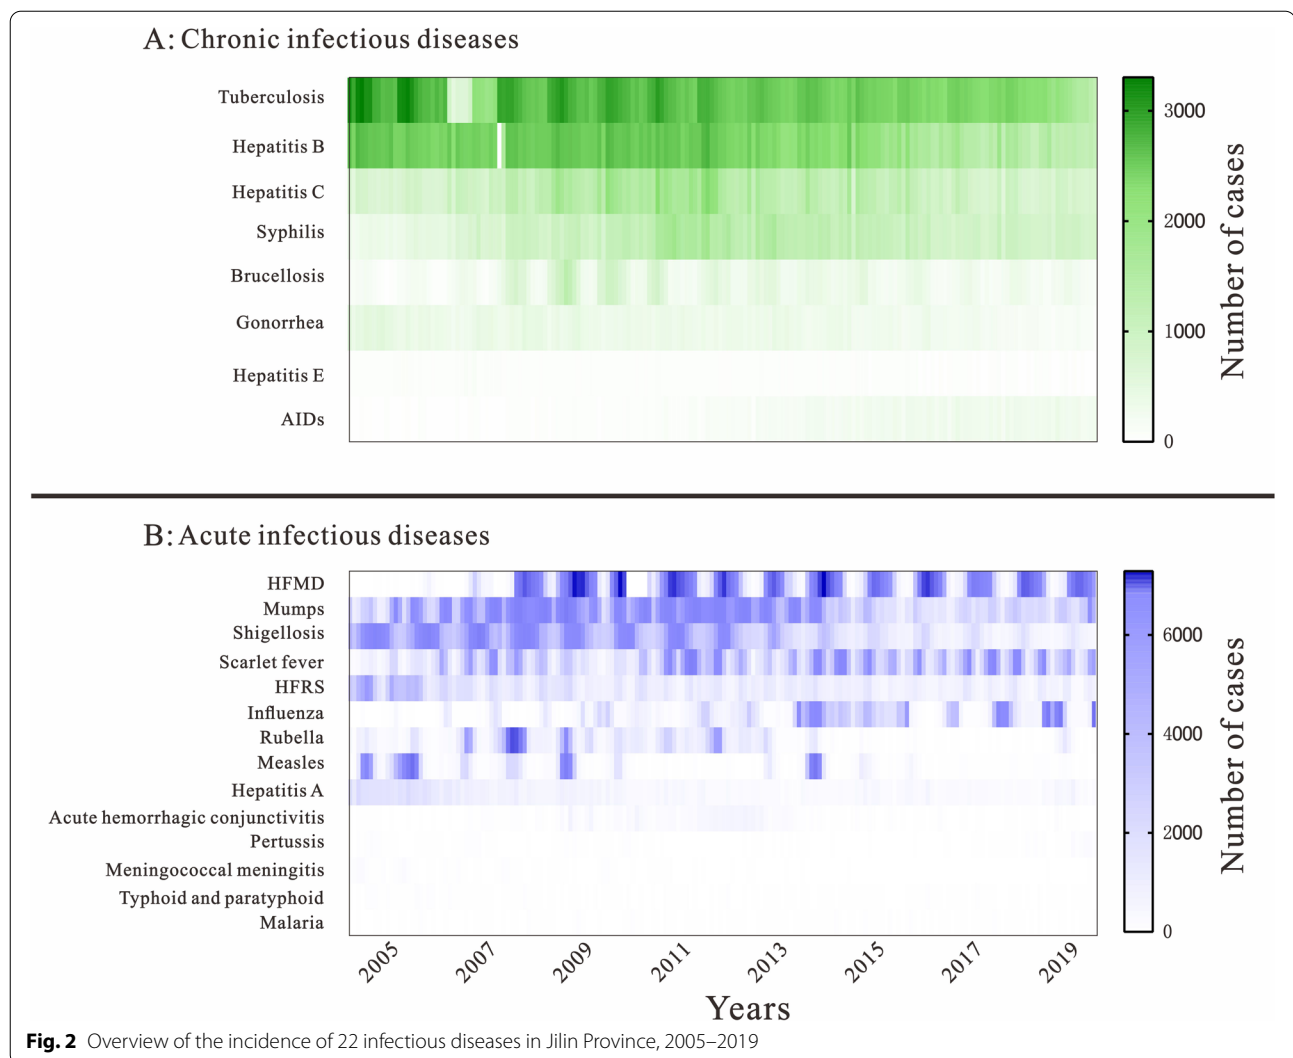 A: Chronic infectious diseases
Tuberculosis
Hepatitis B
Hepatitis C
Syphilis
Brucellosis
Gonorrhea
Hepatitis E
AIDs
3000
2000
1000
0
Number of cases
B: Acute infectious diseases
HFMD
Mumps
Shigellosis
Scarlet fever
HFRS
Influenza
Rubella
Measles
Hepatitis A
Acute hemorrhagic conjunctivitis
Pertussis
Meningococcal meningitis
Typhoid and paratyphoid
Malaria
6000
4000
2000
0
Number of cases
2005 2007 2009 2011 2013 2015 2017 2019
Years
Fig. 2 Overview of the incidence of 22 infectious diseases in Jilin Province, 2005–2019